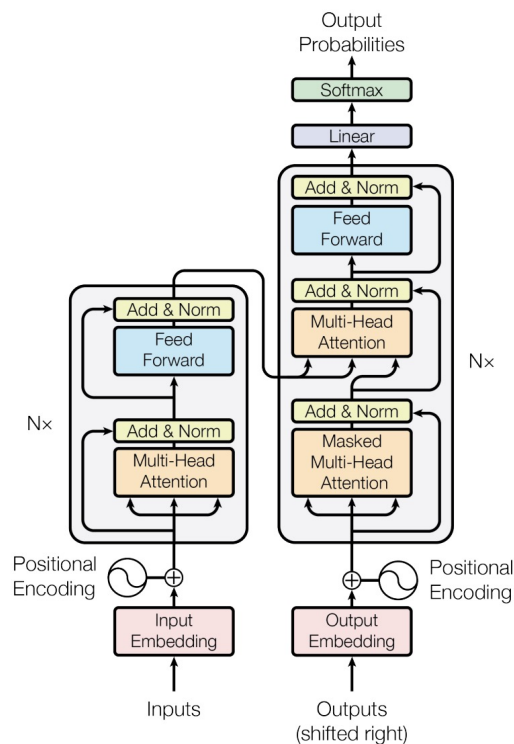 Output
Probabilities
Softmax
Linear
Add & Norm
Feed
Forward
Add & Norm
Multi-Head
Attention
Add & Norm
Masked
Multi-Head
Attention
N×
Positional
Encoding
Output
Embedding
Outputs
(shifted right)
Add & Norm
Feed
Forward
Add & Norm
Multi-Head
Attention
N×
Positional
Encoding
Input
Embedding
Inputs